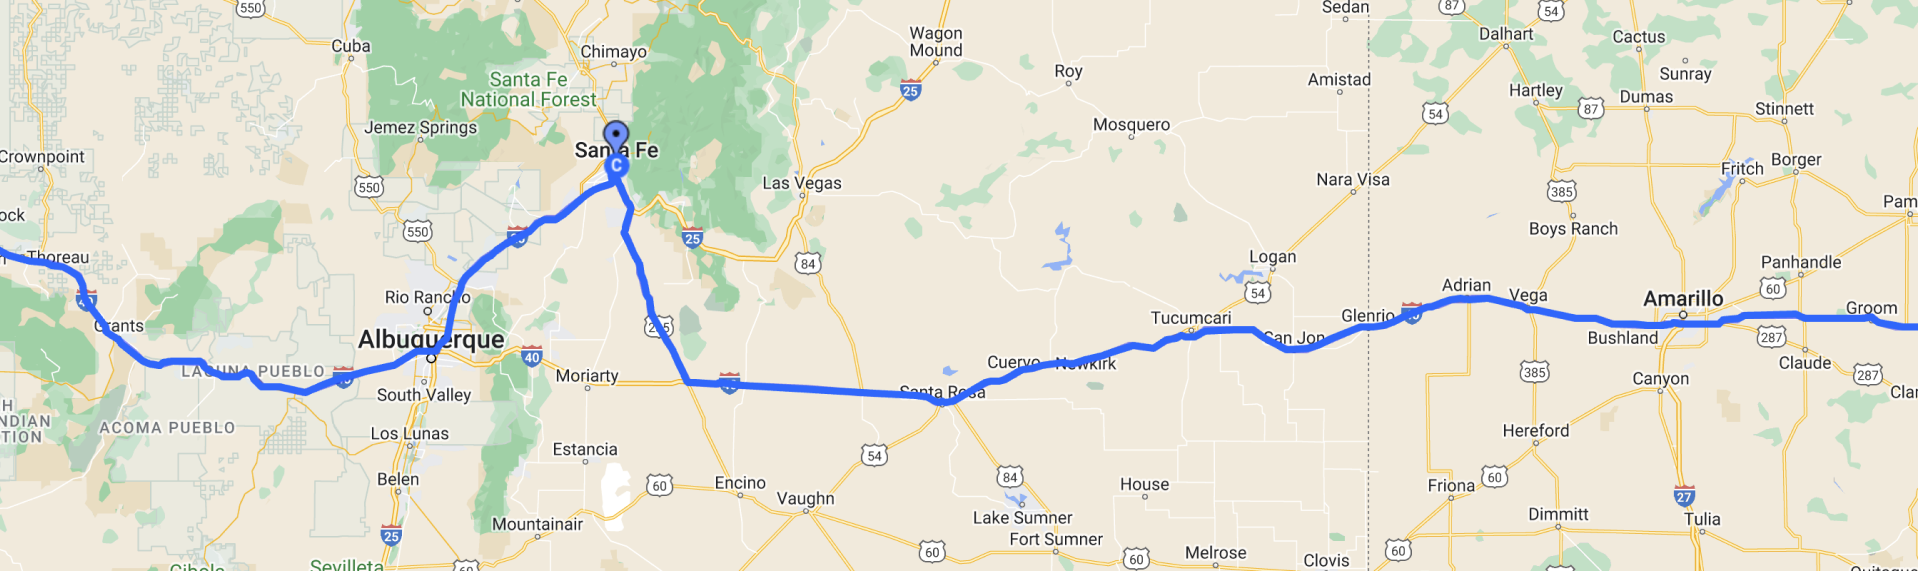 550
Cuba
Chimayo
Wagon
Mound
Sedan
87
54
Dalhart
Cactus
Santa Fe
National Forest
Roy
25
Amistad
Sunray
Hartley
Dumas
87
54
Stinnett
Jemez Springs
Mosquero
Crownpoint
Santa Fe
C
550
Las Vegas
Nara Visa
385
Fritch
Borger
Pam
ock
550
25
84
Boys Ranch
Thoreau
Logan
Panhandle
Rio Rancho
54
Adrian
Vega
60
Amarillo
Grants
285
Tucumcari
Glenrio
Groom
Albuquerque
San Jon
Bushland
287
40
Cuervo
Newkirk
Claude
LAGUNA PUEBLO
Moriarty
385
Canyon
287
South Valley
Santa Rosa
Clar
H
NDIAN
TION
ACOMA PUEBLO
Los Lunas
Hereford
Estancia
54
Belen
60
Encino
Vaughn
84
House
Friona
60
27
Lake Sumner
Mountainair
Dimmitt
Tulia
25
Fort Sumner
60
60
Melrose
60
Clovis
60
Cibola
Sevilleta